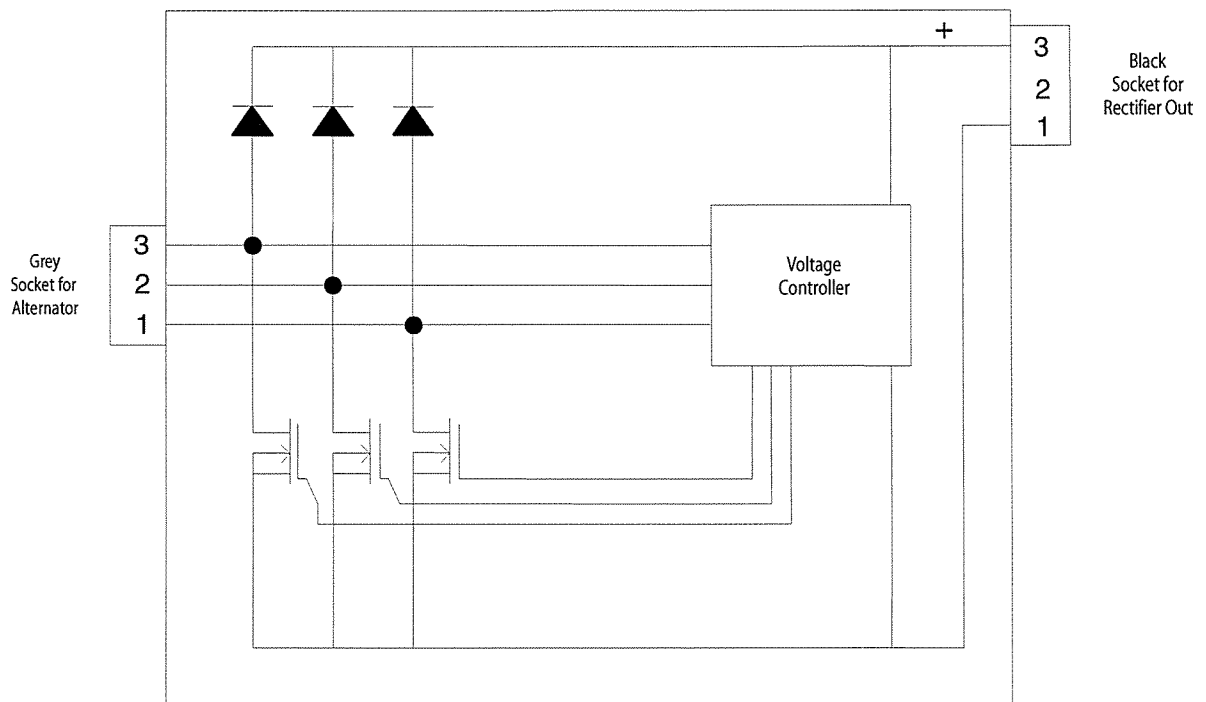 +
3
2
1
Black
Socket for
Rectifier Out
Grey
Socket for
Alternator
3
2
1
Voltage
Controller